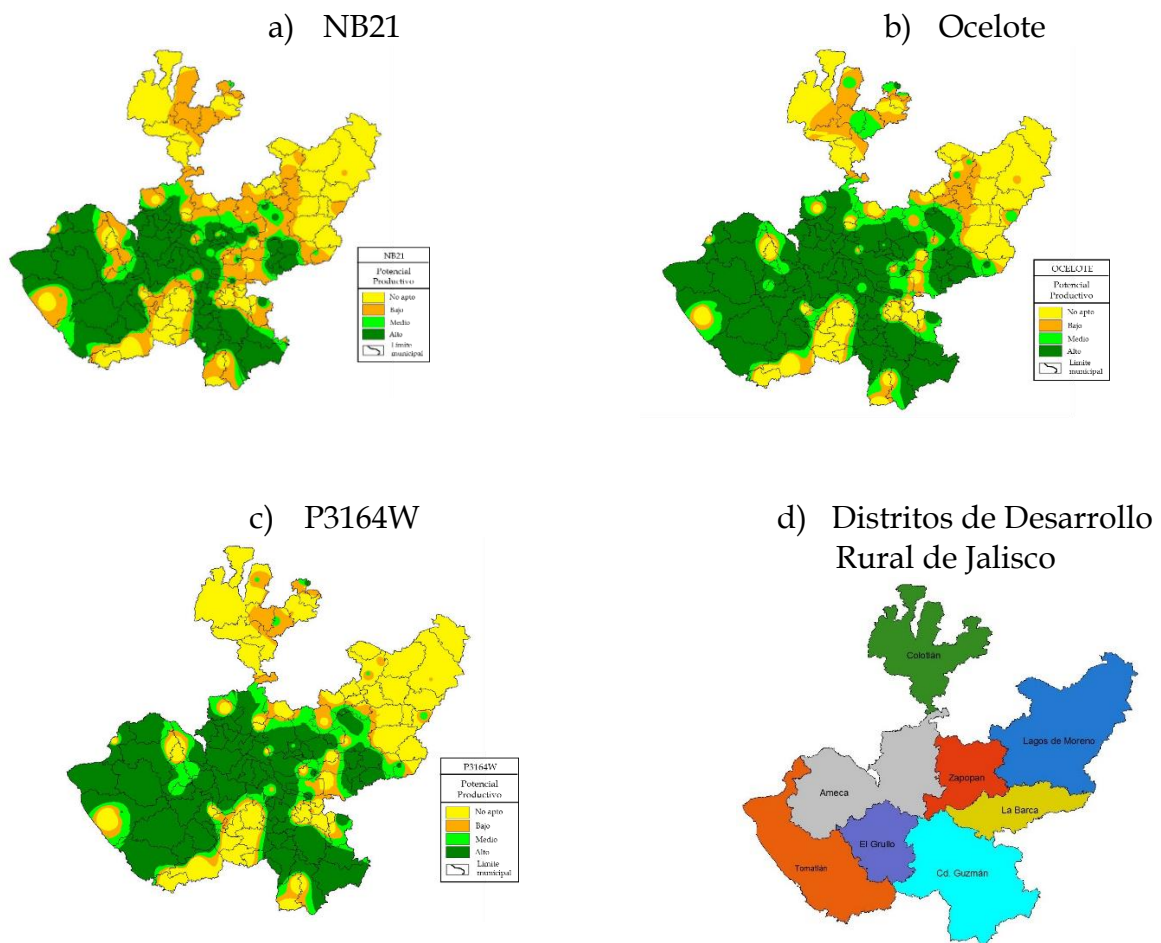 a) NB21
b) Ocelote
NB21
Potencial
Productivo
No apto
Bajo
Medio
Alto
Límite
municipal
OCELOTE
Potencial
Productivo
No apto
Bajo
Medio
Alto
Límite
municipal
c) P3164W
d) Distritos de Desarrollo
Rural de Jalisco
P3164W
Potencial
Productivo
No apto
Bajo
Medio
Alto
Límite
municipal
Colotlán
Lagos de Moreno
Zapopan
Ameca
La Barca
El Grullo
Tomatlán
Cd. Guzmán